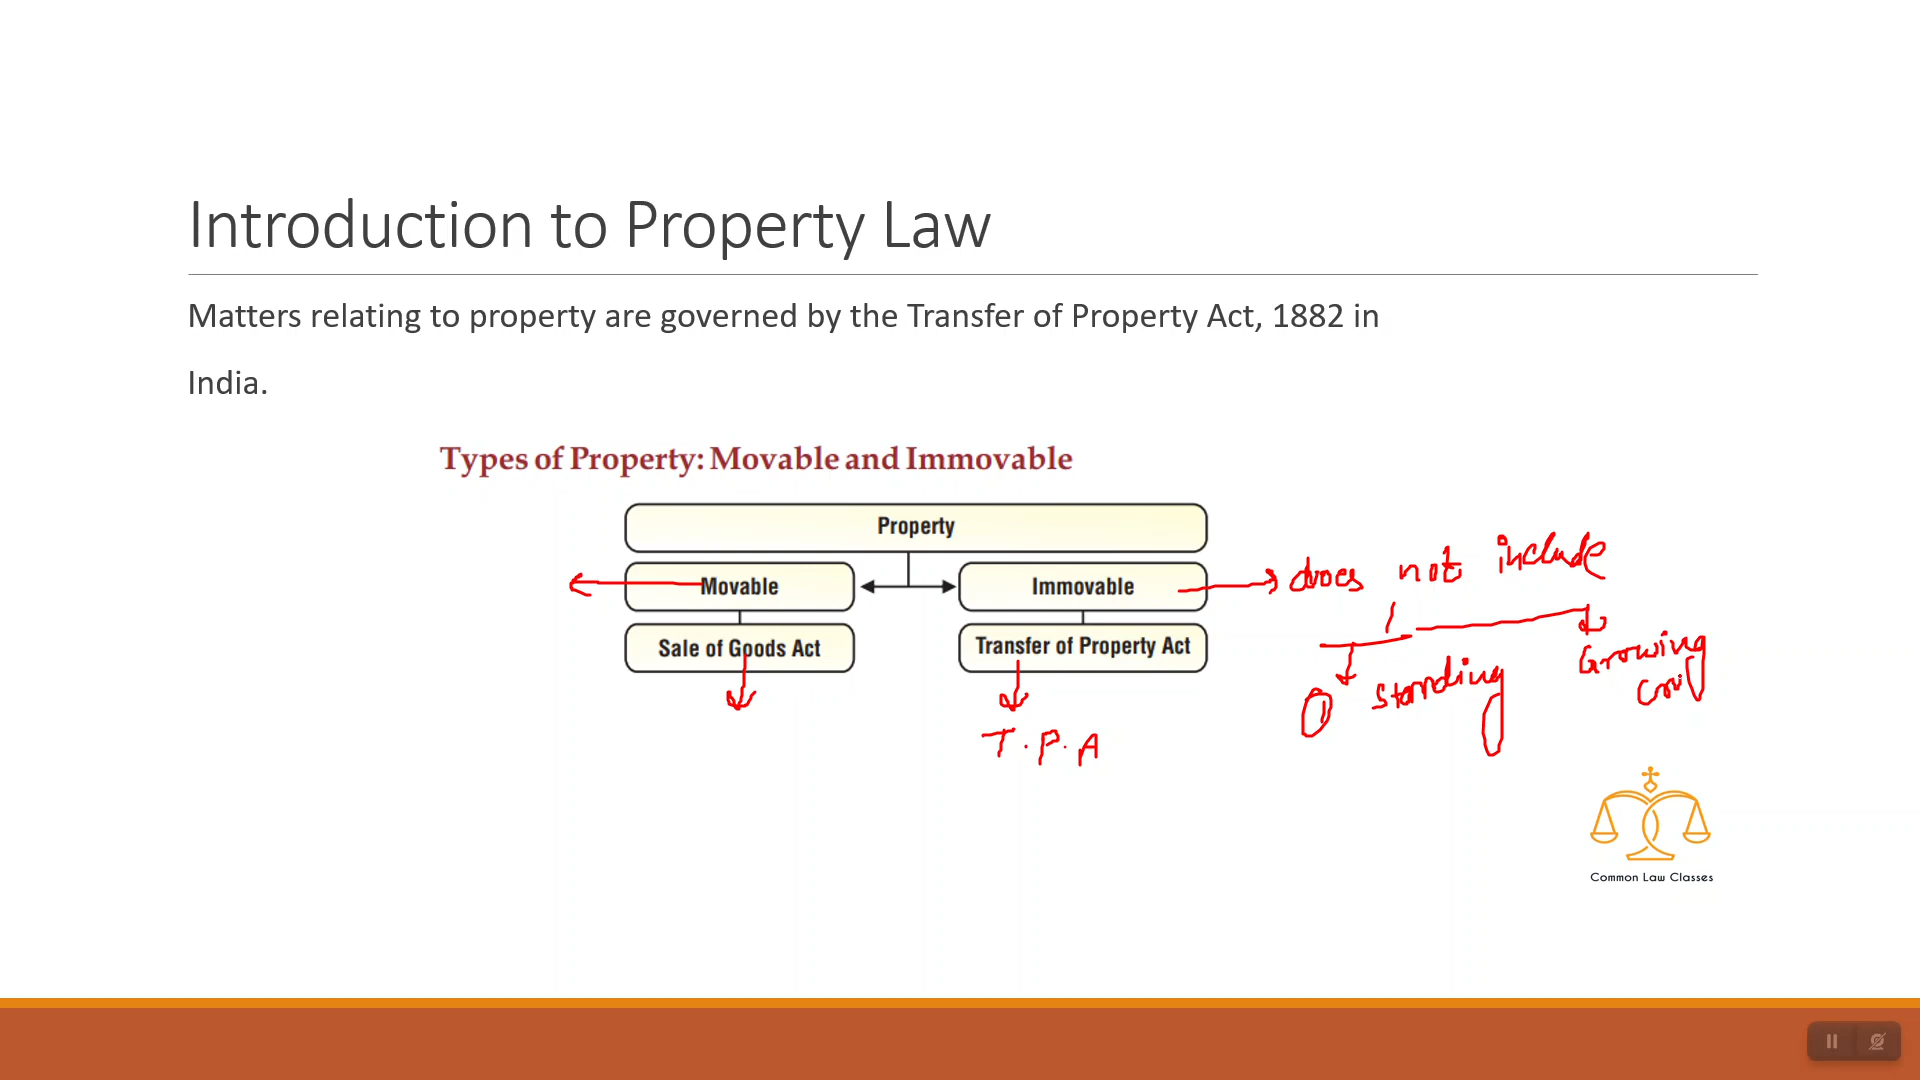 Introduction to Property Law
Matters relating to property are governed by the Transfer of Property Act, 1882 in
India.
Types of Property: Movable and Immovable
Property
Movable
Immovable
does not include
Sale of Goods Act
Transfer of Property Act
① standing
Growing
T.P.A
Common Law Classes